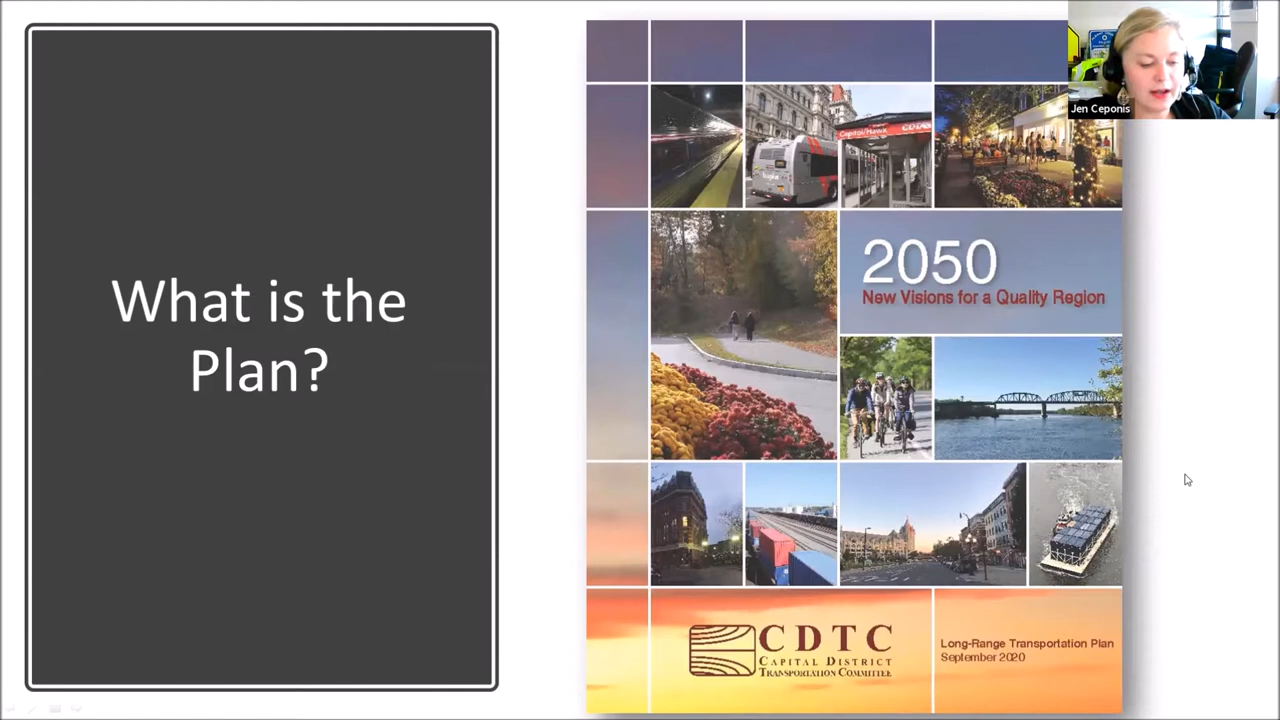 What is the
Plan?
Jen Ceponis
Capitol/Hawk CDTA
2050
New Visions for a Quality Region
CDTC
CAPITAL DISTRICT
TRANSPORTATION COMMITTEE
Long-Range Transportation Plan
September 2020